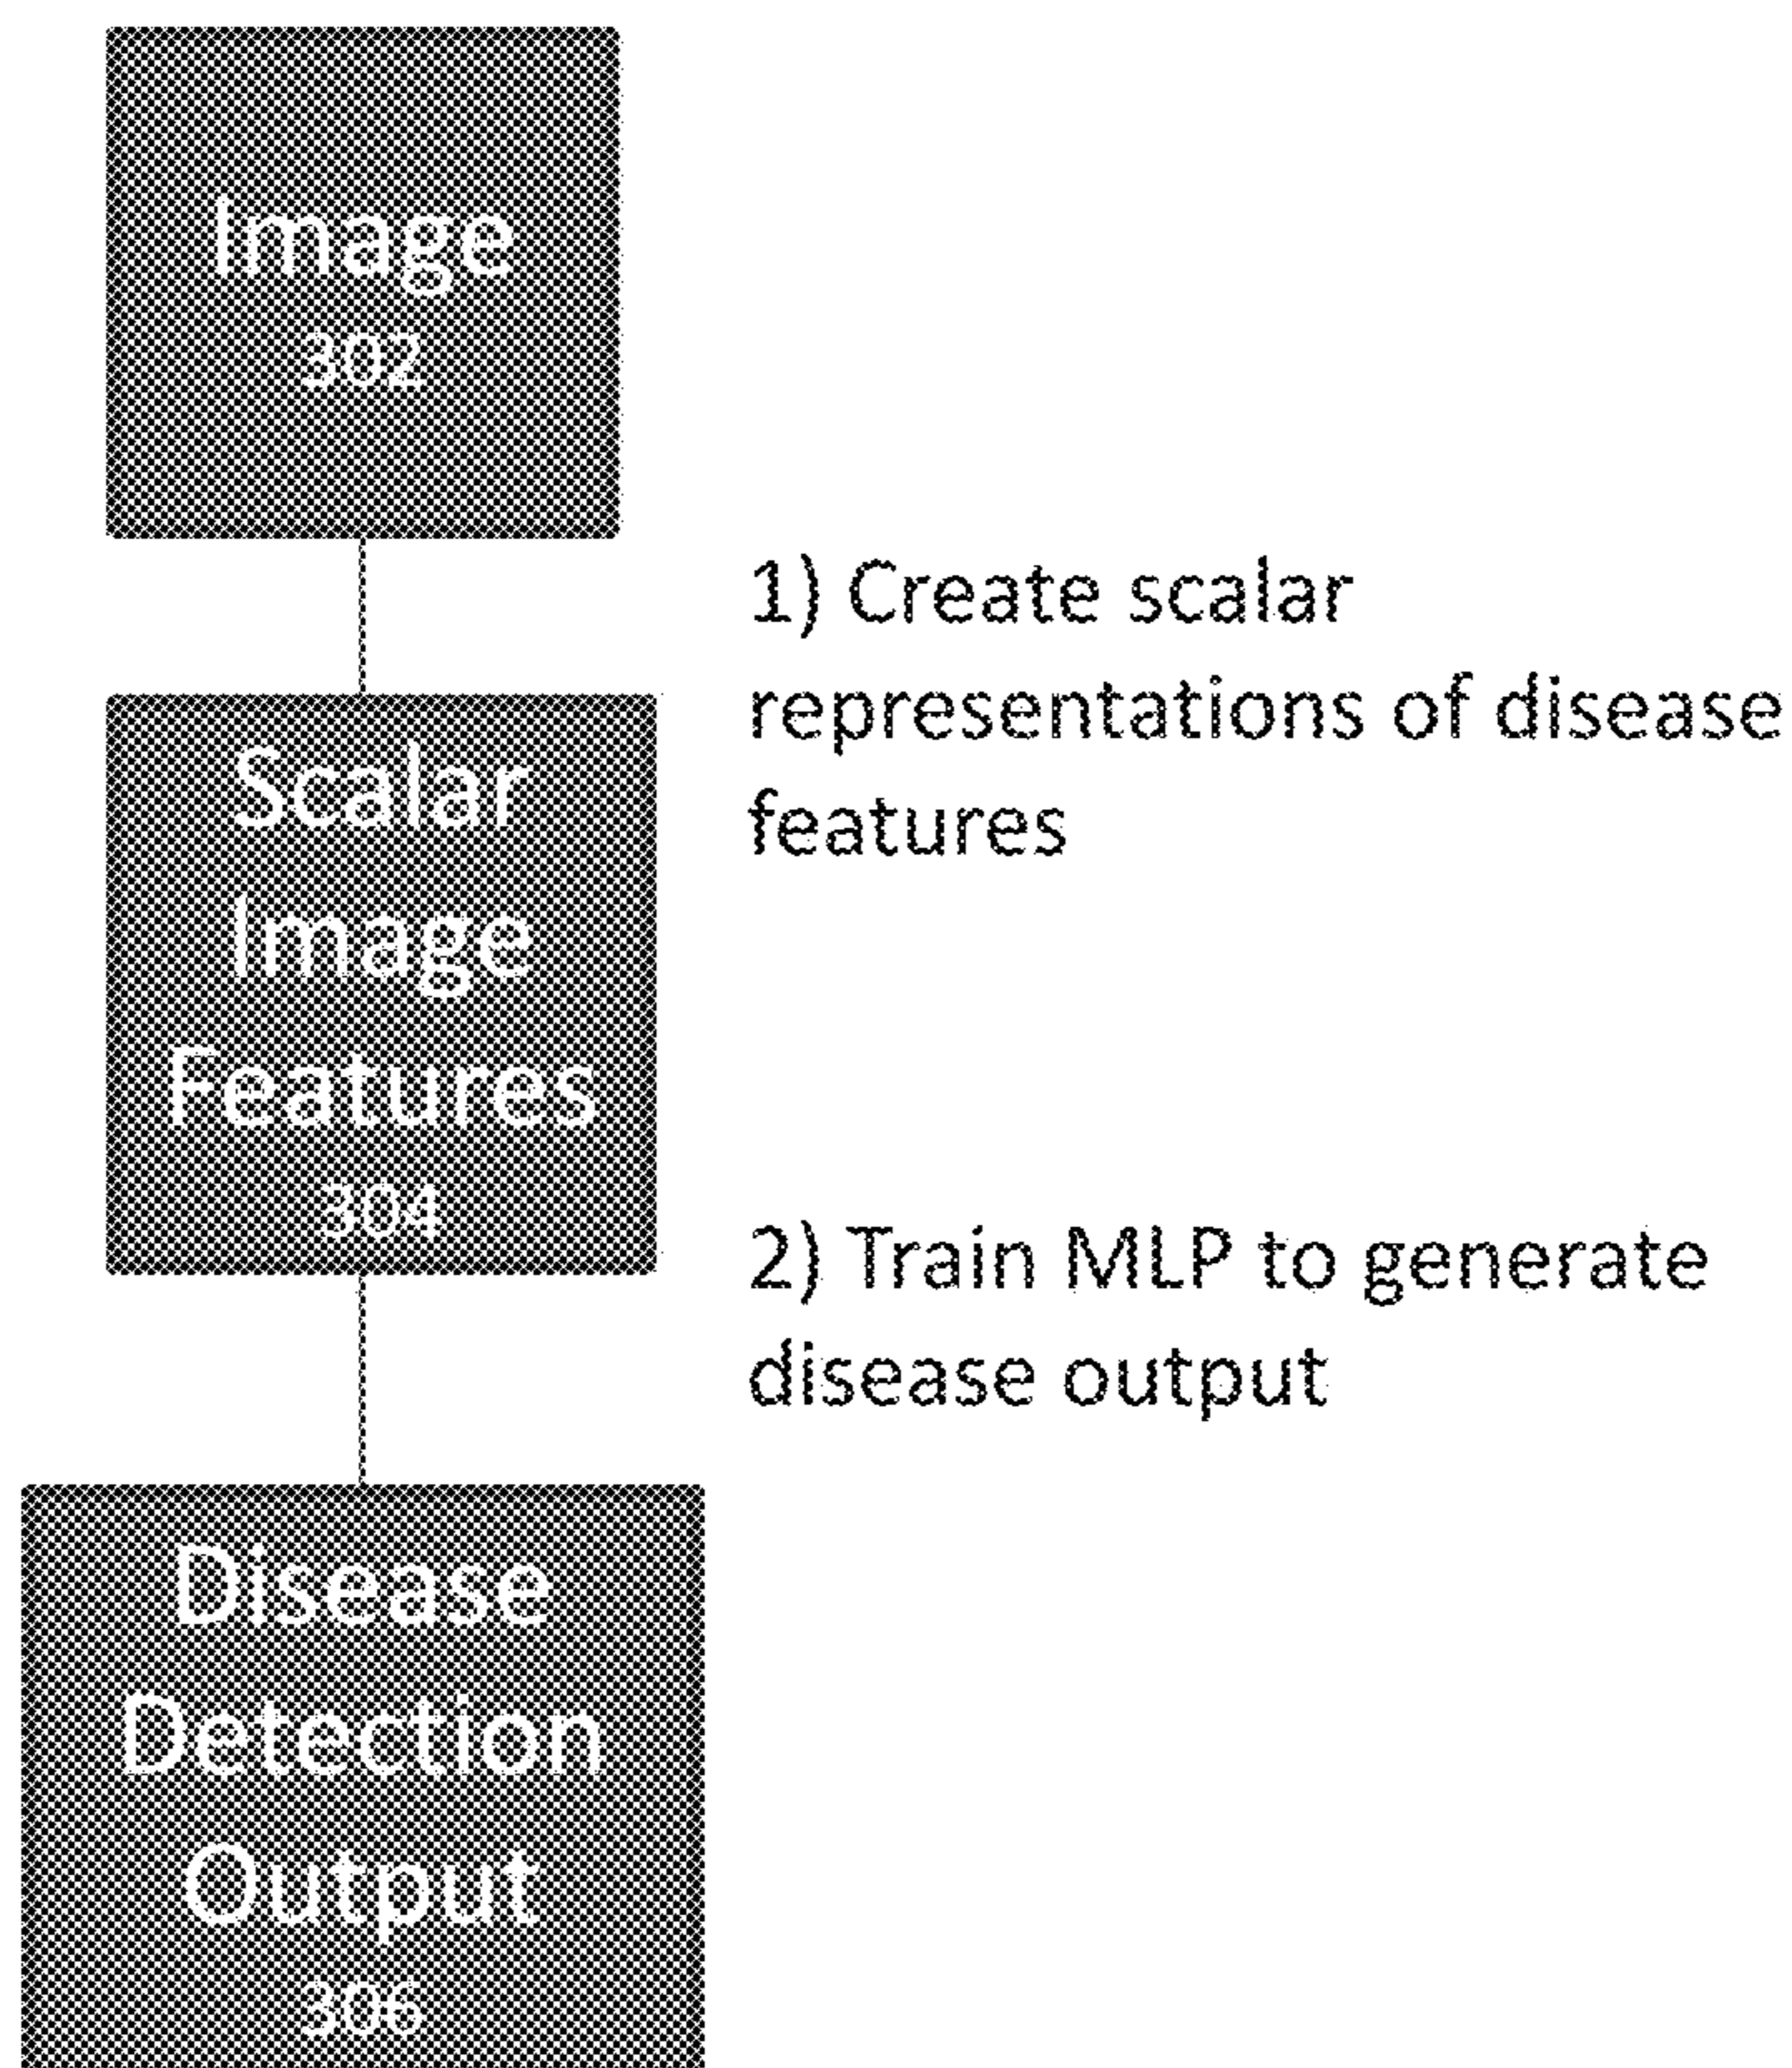 Image
302
1) Create scalar
representations of disease
features
Scalar
Image
Features
304
2) Train MLP to generate
disease output
Disease
Detection
Output
306